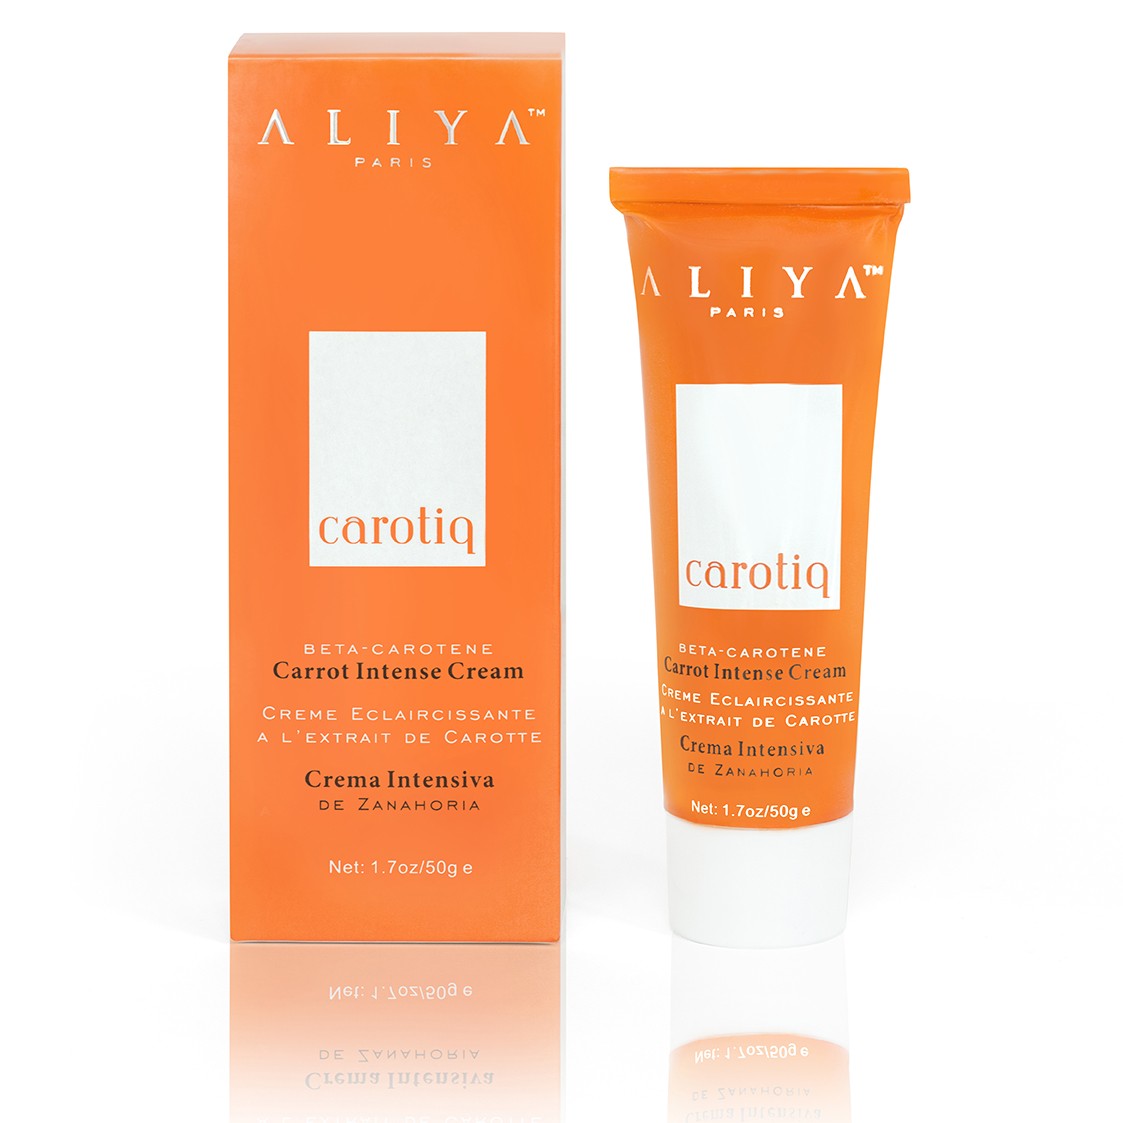 ALIYA™
PARIS
carotiq
BETA-CAROTENE
Carrot Intense Cream
CREME ECLAIRCISSANTE
A L'EXTRAIT DE CAROTTE
Crema Intensiva
DE ZANAHORIA
Net: 1.7oz/50g e
ALIYA™
PARIS
carotiq
BETA-CAROTENE
Carrot Intense Cream
CREME ECLAIRCISSANTE
A L'EXTRAIT DE CAROTTE
Crema Intensiva
DE ZANAHORIA
Net: 1.7oz/50g e